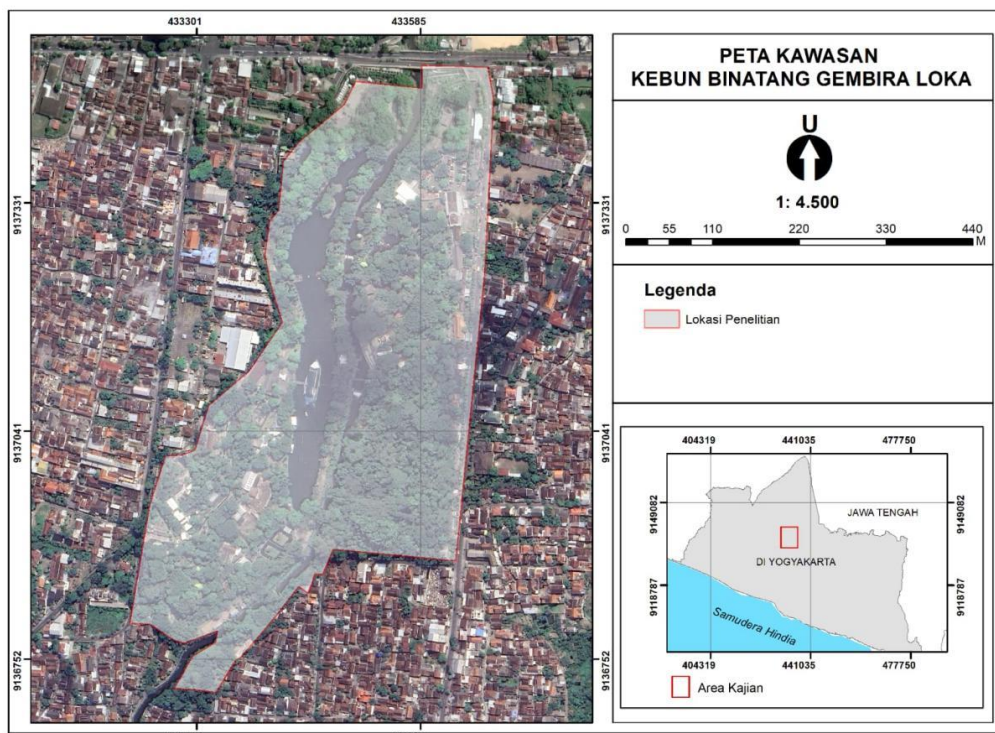 433301
433585
9137331
9137331
9137041
9137041
9136752
9136752
PETA KAWASAN
KEBUN BINATANG GEMBIRA LOKA
U
1: 4.500
0 55 110 220 330 440
M
Legenda
Lokasi Penelitian
404319 441035 477750
9149082
9149082
JAWA TENGAH
DI YOGYAKARTA
9118787
9118787
Samudera Hindia
404319 441035 477750
Area Kajian